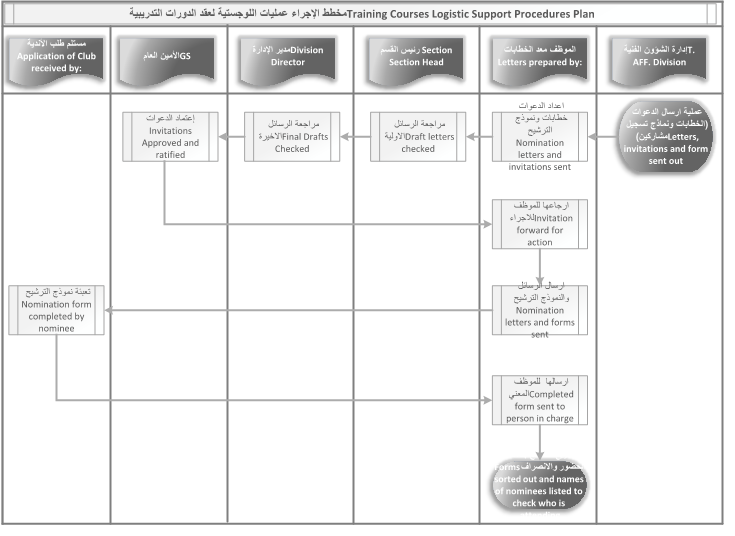 مخطط الإجراء عمليات اللوجستية لعقد الدورات التدريبية Training Courses Logistic Support Procedures Plan
مستلم طلب الأندية
Application of Club
received by:
الأمين العام GS
مدير الإدارة Division
Director
رئيس القسم Section
Section Head
الموظف معد الخطابات
Letters prepared by:
إدارة الشؤون الفنية T.
AFF. Division
عملية ارسال الدعوات
(الخطابات ونماذج تسجيل
مشاركين) Letters,
invitations and form
sent out
اعداد الدعوات
خطابات ونموذج
الترشيح
Nomination
letters and
invitations sent
مراجعة الرسائل
الاولية Draft letters
checked
مراجعة الرسائل
الاخيرة Final Drafts
Checked
إعتماد الدعوات
Invitations
Approved and
ratified
ارجاعها للموظف
للاجراء Invitation
forward for
action
ارسال الرسائل
والنموذج الترشيح
Nomination
letters and forms
sent
تعبئة نموذج الترشيح
Nomination form
completed by
nominee
ارسالها للموظف
المعني Completed
form sent to
person in charge
حضور والانصراف Forms
sorted out and names
of nominees listed to
check who is